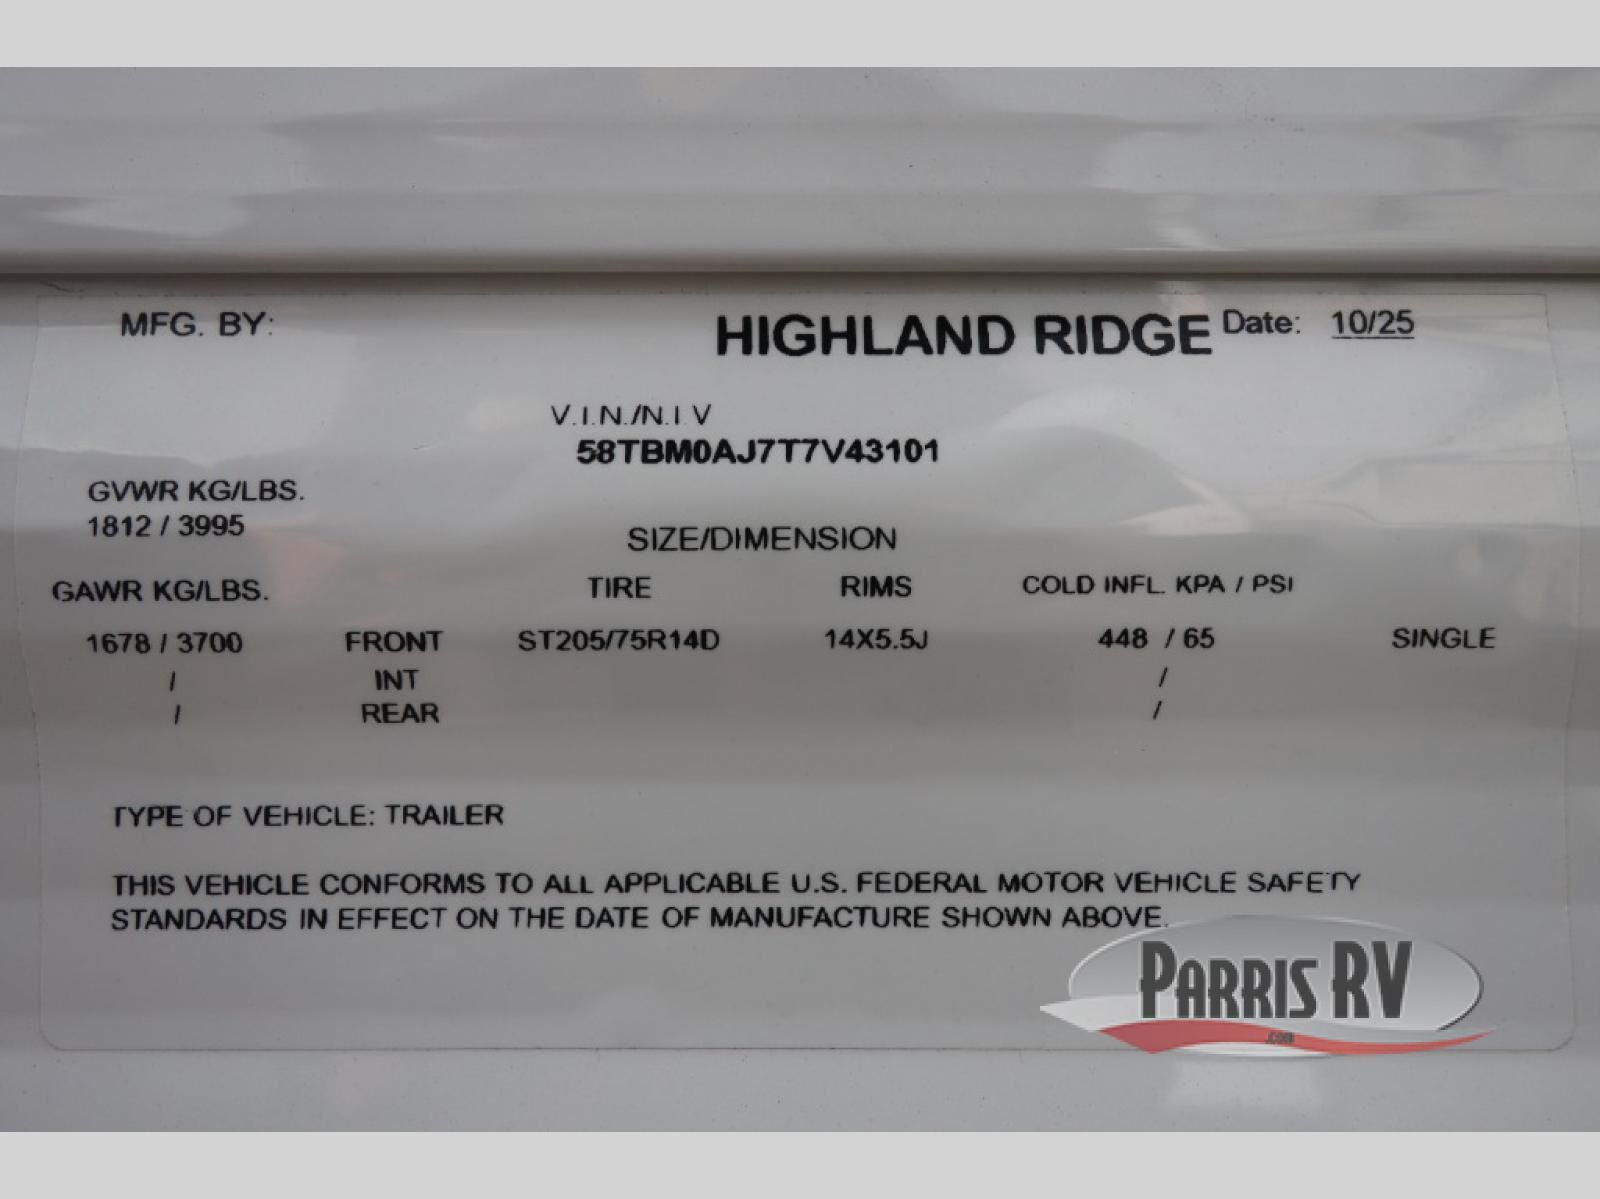 MFG. BY: HIGHLAND RIDGE Date: 10/25
V.I.N./N.I.V
58TBM0AJ7T7V43101
GVWR KG/LBS.
1812 / 3995
SIZE/DIMENSION
GAWR KG/LBS. TIRE RIMS COLD INFL. KPA / PSI
1678 / 3700 FRONT ST205/75R14D 14X5.5J 448 / 65 SINGLE
/ INT /
/ REAR /
TYPE OF VEHICLE: TRAILER
THIS VEHICLE CONFORMS TO ALL APPLICABLE U.S. FEDERAL MOTOR VEHICLE SAFETY
STANDARDS IN EFFECT ON THE DATE OF MANUFACTURE SHOWN ABOVE.
PARRIS RV
.com